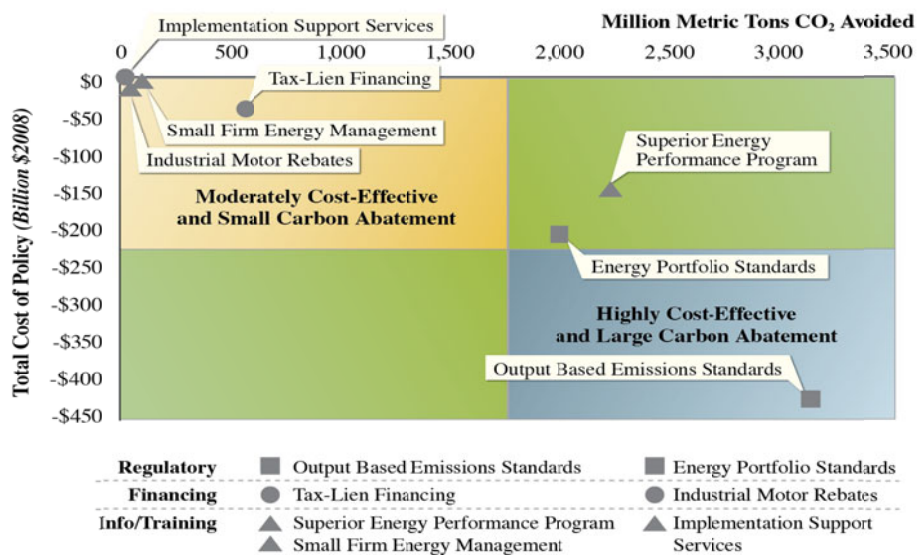 Implementation Support Services
Million Metric Tons CO₂ Avoided
0 500 1,000 1,500 2,000 2,500 3,000 3,500
$0
-$50
-$100
-$150
-$200
-$250
-$300
-$350
-$400
-$450
Total Cost of Policy (Billion $2008)
Tax-Lien Financing
Small Firm Energy Management
Industrial Motor Rebates
Superior Energy
Performance Program
Moderately Cost-Effective
and Small Carbon Abatement
Energy Portfolio Standards
Highly Cost-Effective
and Large Carbon Abatement
Output Based Emissions Standards
Regulatory Output Based Emissions Standards Energy Portfolio Standards
Financing Tax-Lien Financing Industrial Motor Rebates
Info/Training Superior Energy Performance Program Implementation Support
Small Firm Energy Management Services